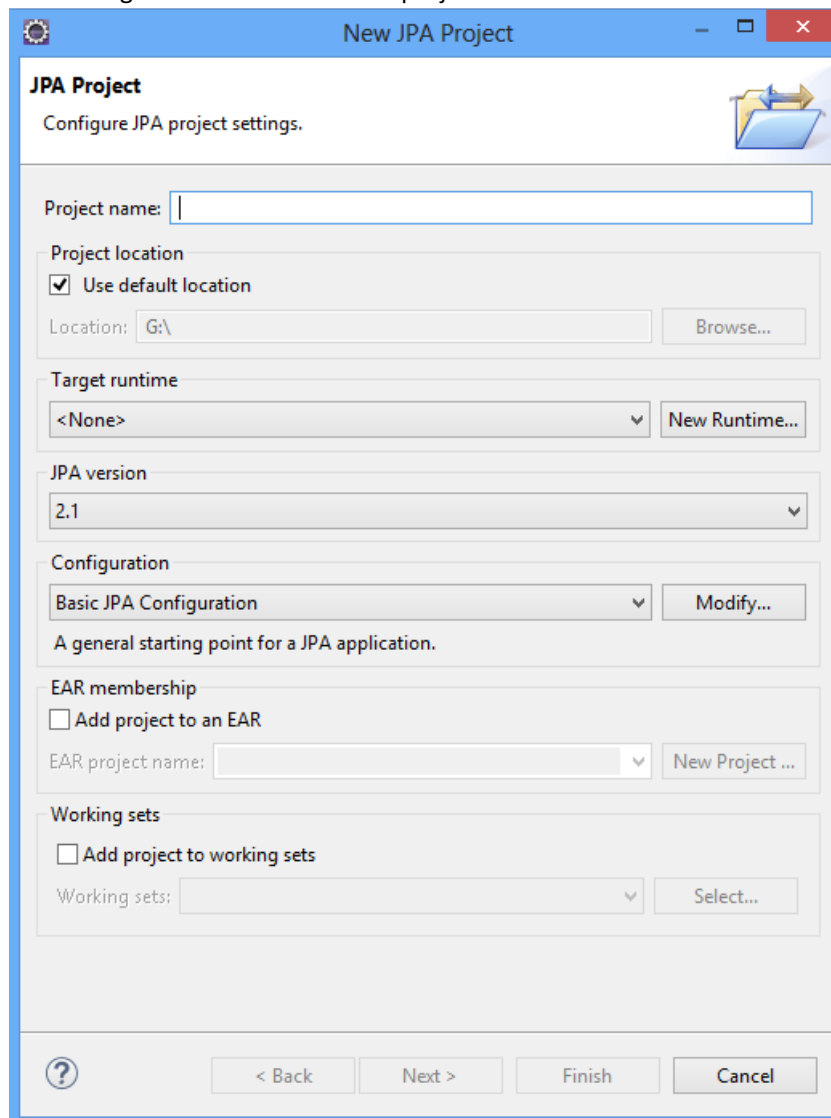 New JPA Project
JPA Project
Configure JPA project settings.
Project name:
Project location
Use default location
Location: G:\ Browse...
Target runtime
<None> New Runtime...
JPA version
2.1
Configuration
Basic JPA Configuration Modify...
A general starting point for a JPA application.
EAR membership
Add project to an EAR
EAR project name: New Project ...
Working sets
Add project to working sets
Working sets: Select...
? < Back Next > Finish Cancel